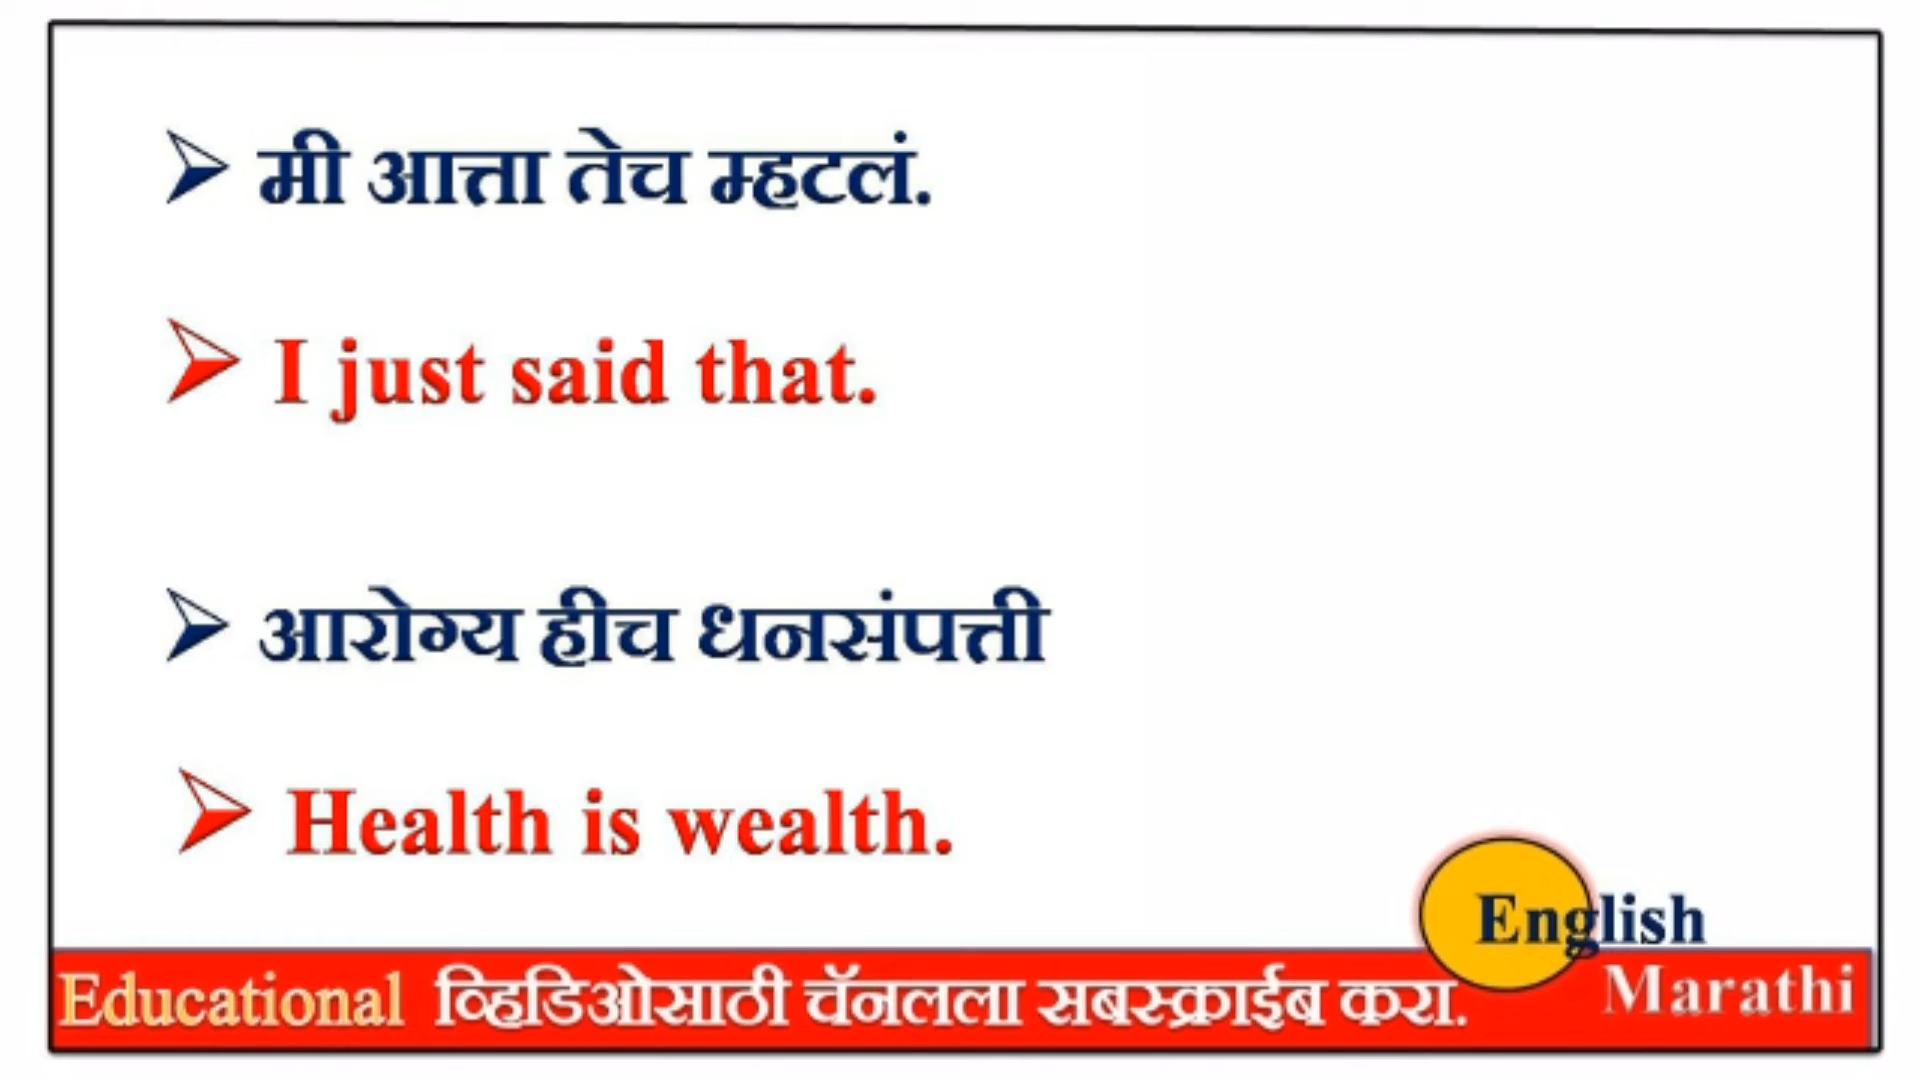 मी आत्ता तेच म्हटलं.
I just said that.
आरोग्य हीच धनसंपत्ती
Health is wealth.
English
Marathi
Educational व्हिडिओसाठी चॅनलला सबस्क्राईब करा.